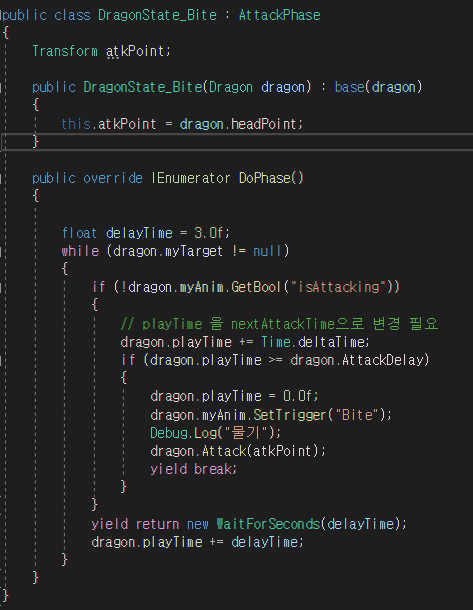 public class DragonState_Bite : AttackPhase
{
    Transform atkPoint;

    public DragonState_Bite(Dragon dragon) : base(dragon)
    {
        this.atkPoint = dragon.headPoint;
    }

    public override IEnumerator DoPhase()
    {

        float delayTime = 3.0f;
        while (dragon.myTarget != null)
        {
            if (!dragon.myAnim.GetBool("isAttacking"))
            {
                // playTime 을 nextAttackTime으로 변경 필요
                dragon.playTime += Time.deltaTime;
                if (dragon.playTime >= dragon.AttackDelay)
                {
                    dragon.playTime = 0.0f;
                    dragon.myAnim.SetTrigger("Bite");
                    Debug.Log("물기");
                    dragon.Attack(atkPoint);
                    yield break;
                }
            }
            yield return new WaitForSeconds(delayTime);
            dragon.playTime += delayTime;
        }
    }
}